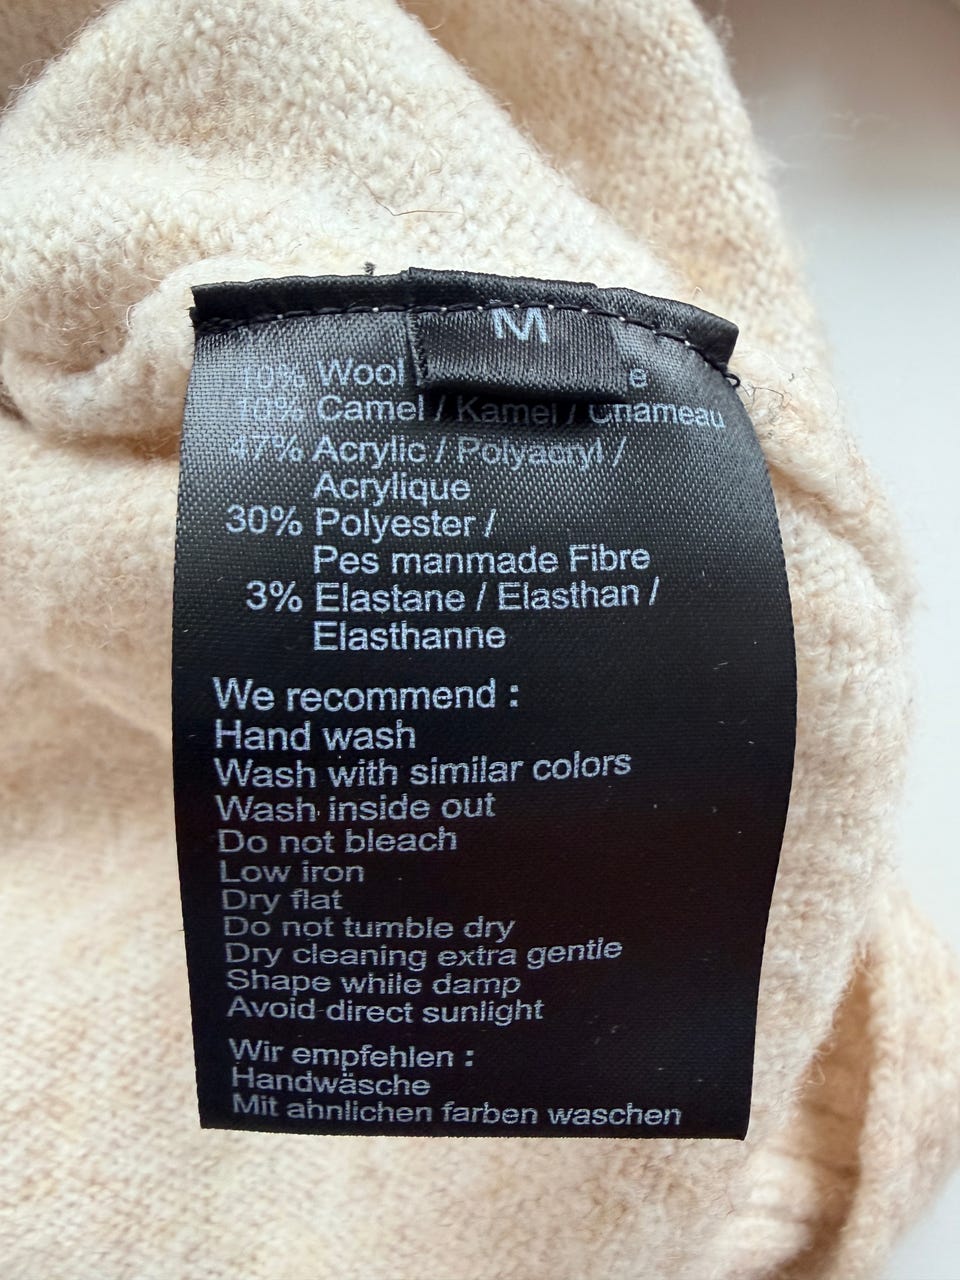 M
10% Wool
10% Camel / Kamel / Chameau
47% Acrylic / Polyacryl /
Acrylique
30% Polyester /
Pes manmade Fibre
3% Elastane / Elasthan /
Elasthanne
We recommend :
Hand wash
Wash with similar colors
Wash inside out
Do not bleach
Low iron
Dry flat
Do not tumble dry
Dry cleaning extra gentle
Shape while damp
Avoid direct sunlight
Wir empfehlen :
Handwäsche
Mit ahnlichen farben waschen